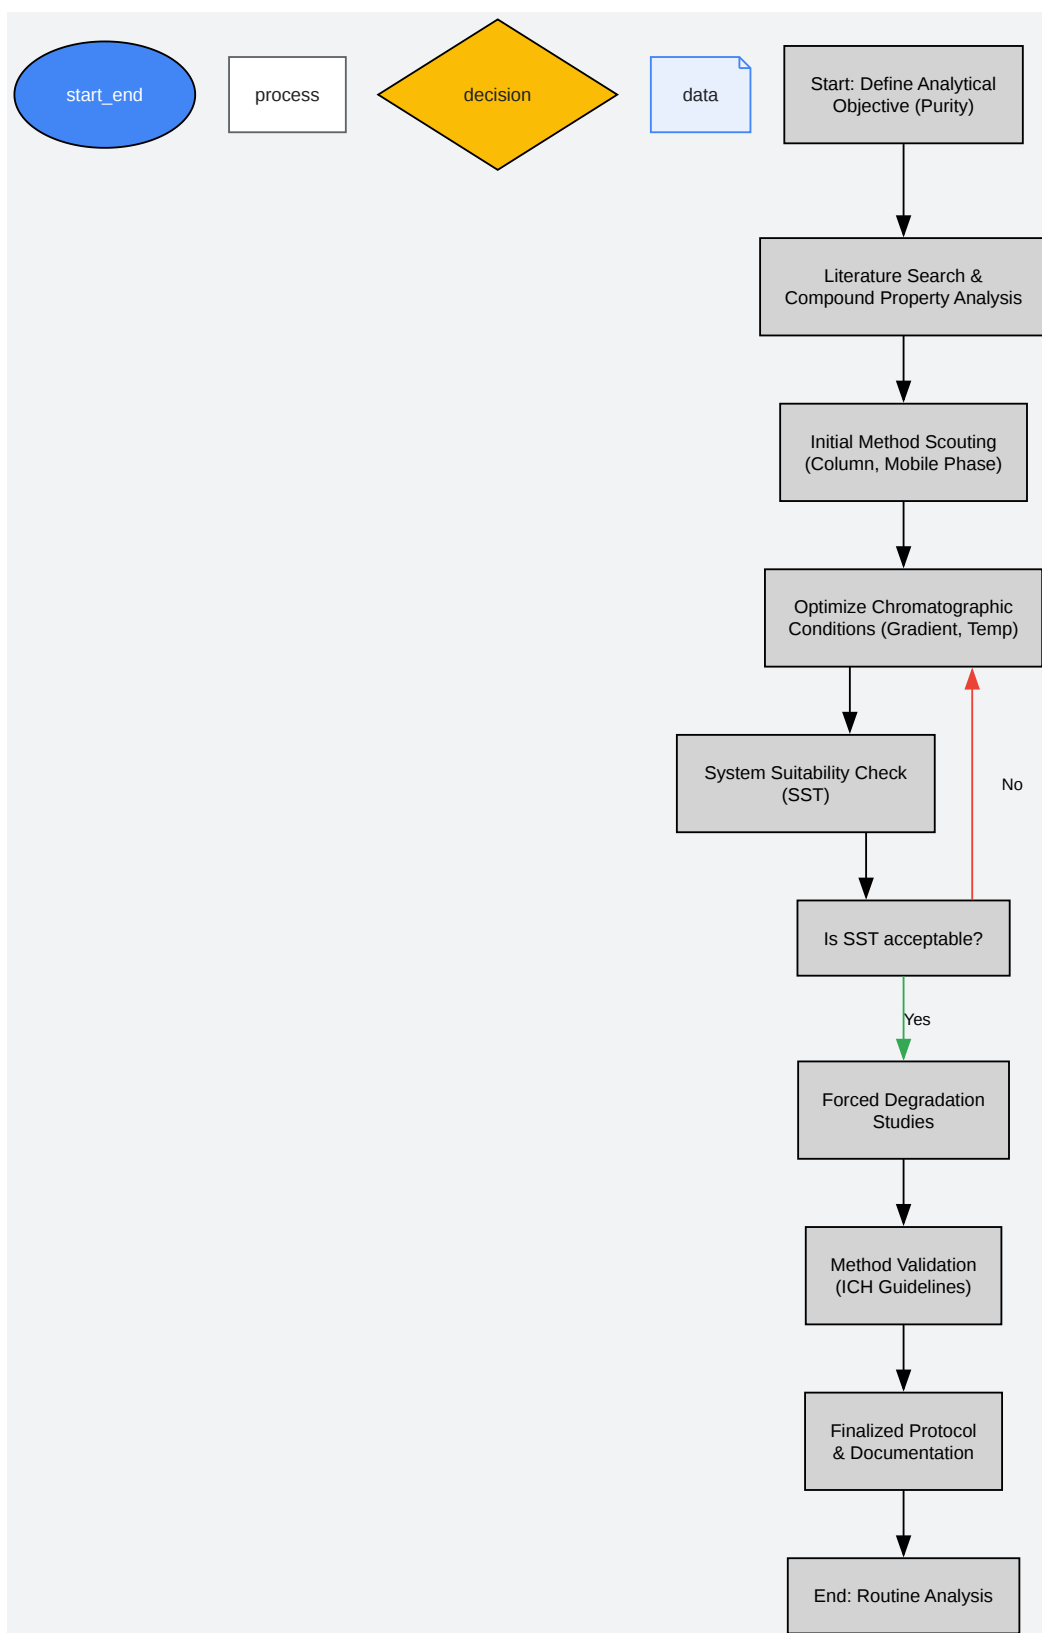 start_end
process
decision
data
Start: Define Analytical
Objective (Purity)
Literature Search &
Compound Property Analysis
Initial Method Scouting
(Column, Mobile Phase)
Optimize Chromatographic
Conditions (Gradient, Temp)
System Suitability Check
(SST)
No
Is SST acceptable?
Yes
Forced Degradation
Studies
Method Validation
(ICH Guidelines)
Finalized Protocol
& Documentation
End: Routine Analysis